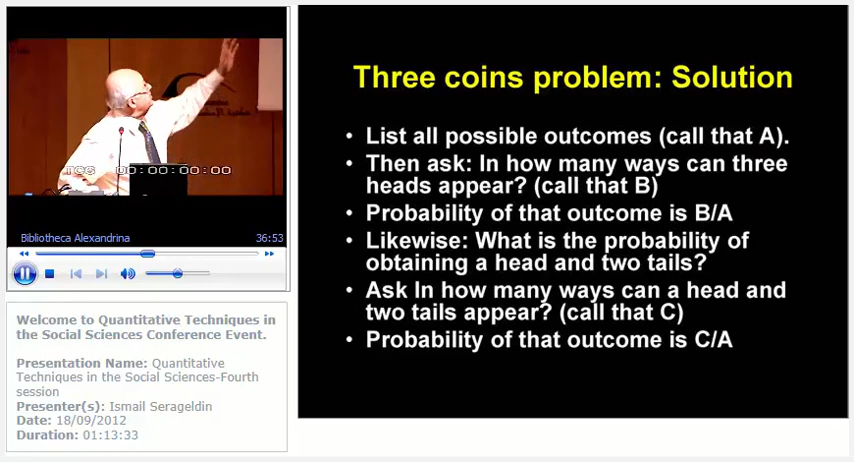 TCS 00:00:00:00
Bibliotheca Alexandrina 36:53
Welcome to Quantitative Techniques in
the Social Sciences Conference Event.
Presentation Name: Quantitative
Techniques in the Social Sciences-Fourth
session
Presenter(s): Ismail Serageldin
Date: 18/09/2012
Duration: 01:13:33
Three coins problem: Solution
• List all possible outcomes (call that A).
• Then ask: In how many ways can three
heads appear? (call that B)
• Probability of that outcome is B/A
• Likewise: What is the probability of
obtaining a head and two tails?
• Ask In how many ways can a head and
two tails appear? (call that C)
• Probability of that outcome is C/A